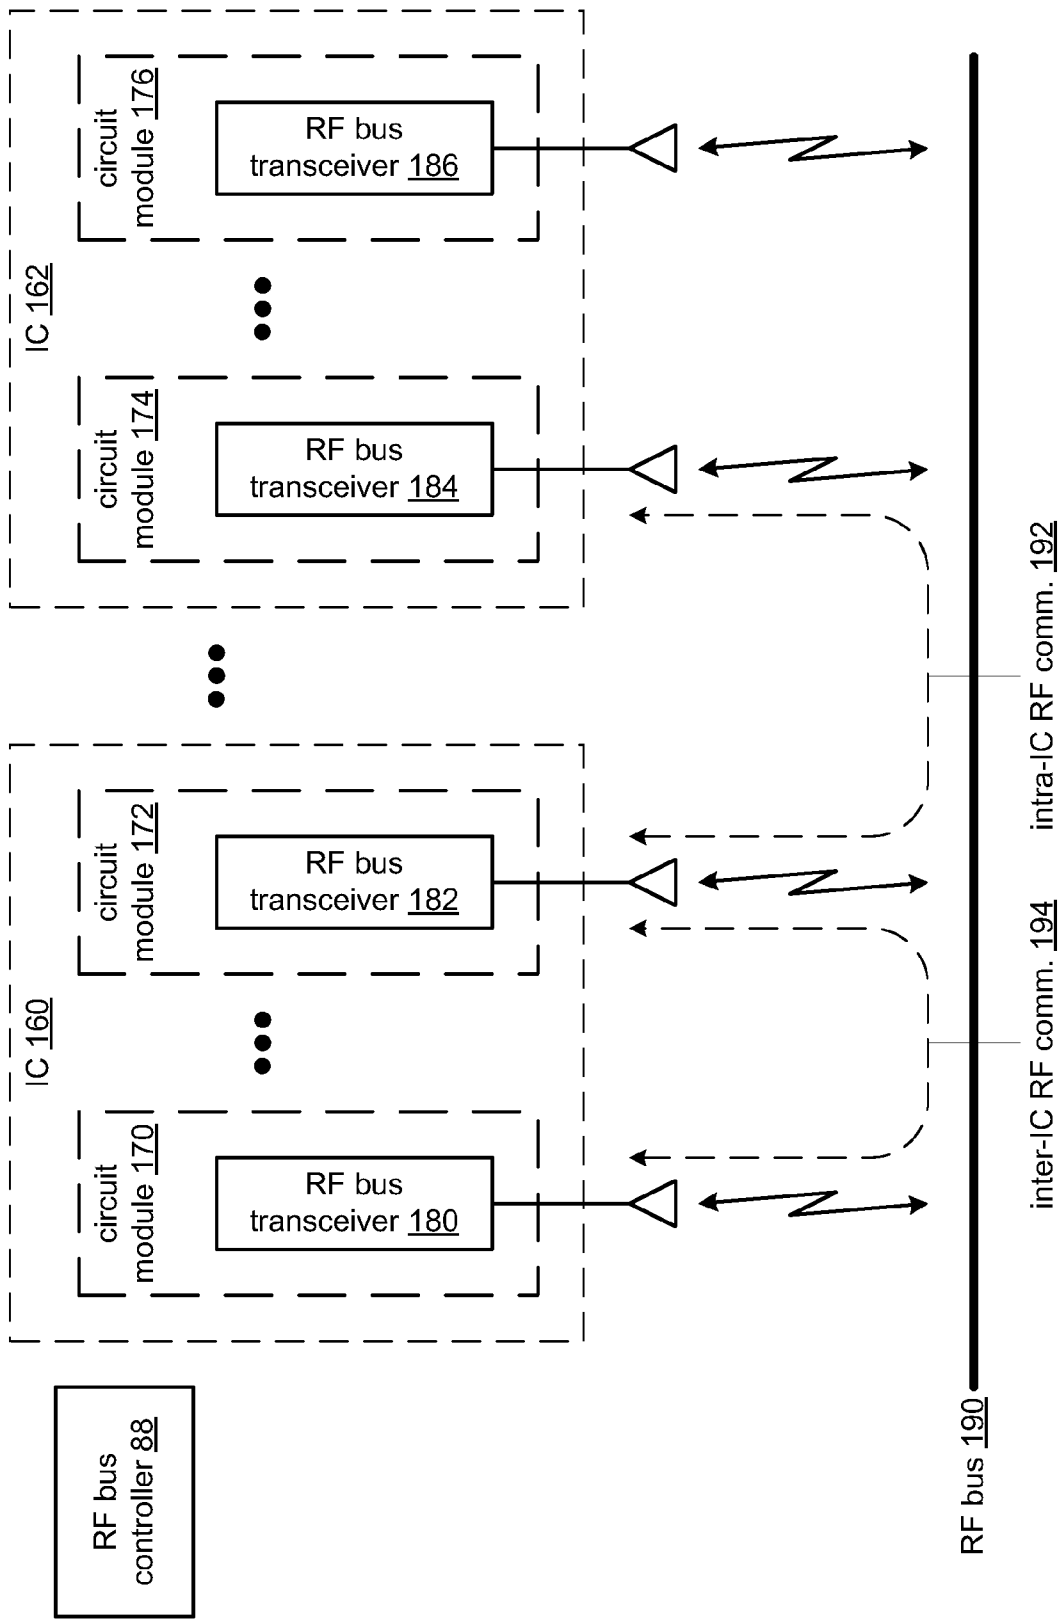 RF bus
controller 88
IC 160
circuit
module 170
RF bus
transceiver 180
circuit
module 172
RF bus
transceiver 182
IC 162
circuit
module 174
RF bus
transceiver 184
circuit
module 176
RF bus
transceiver 186
RF bus 190
inter-IC RF comm. 194
intra-IC RF comm. 192